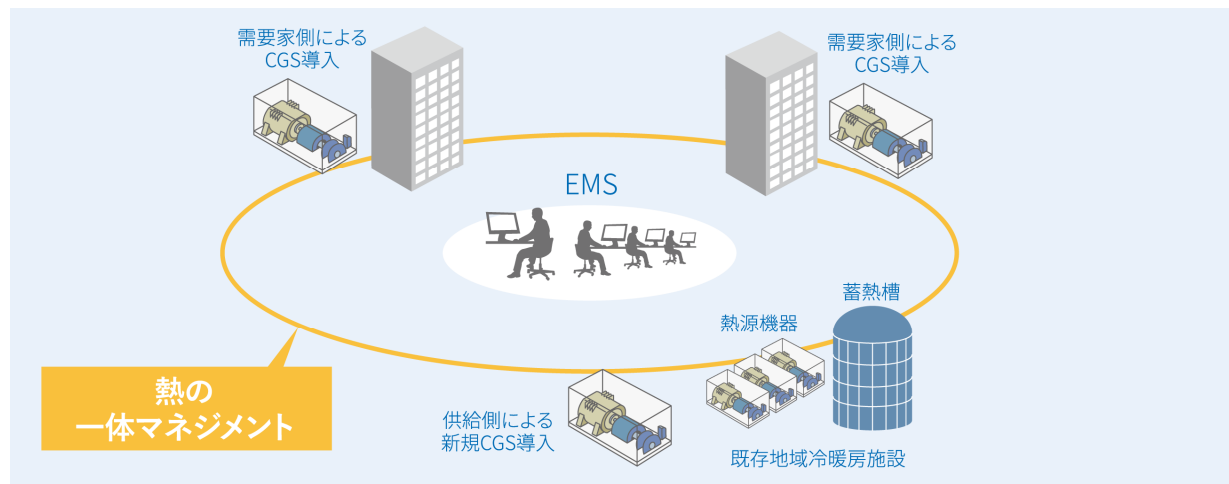 需要家側による
CGS導入
需要家側による
CGS導入
EMS
蓄熱槽
熱源機器
熱の
一体マネジメント
供給側による
新規CGS導入
既存地域冷暖房施設